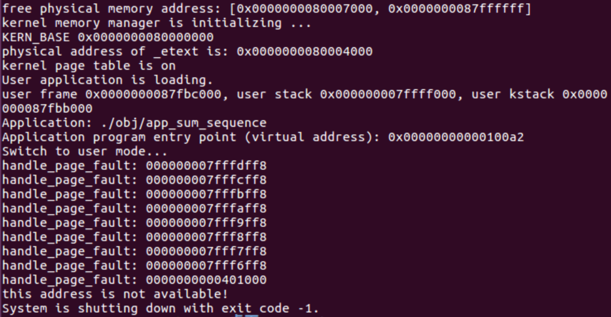 free physical memory address: [0x0000000080007000, 0x0000000087ffffff]
kernel memory manager is initializing ...
KERN_BASE 0x0000000080000000
physical address of _etext is: 0x0000000080004000
kernel page table is on
User application is loading.
user frame 0x0000000087fbc000, user stack 0x000000007ffff000, user kstack 0x0000
000087fbb000
Application: ./obj/app_sum_sequence
Application program entry point (virtual address): 0x00000000000100a2
Switch to user mode...
handle_page_fault: 000000007fffdff8
handle_page_fault: 000000007fffcff8
handle_page_fault: 000000007fffbff8
handle_page_fault: 000000007fffaff8
handle_page_fault: 000000007fff9ff8
handle_page_fault: 000000007fff8ff8
handle_page_fault: 000000007fff7ff8
handle_page_fault: 000000007fff6ff8
handle_page_fault: 0000000000401000
this address is not available!
System is shutting down with exit code -1.